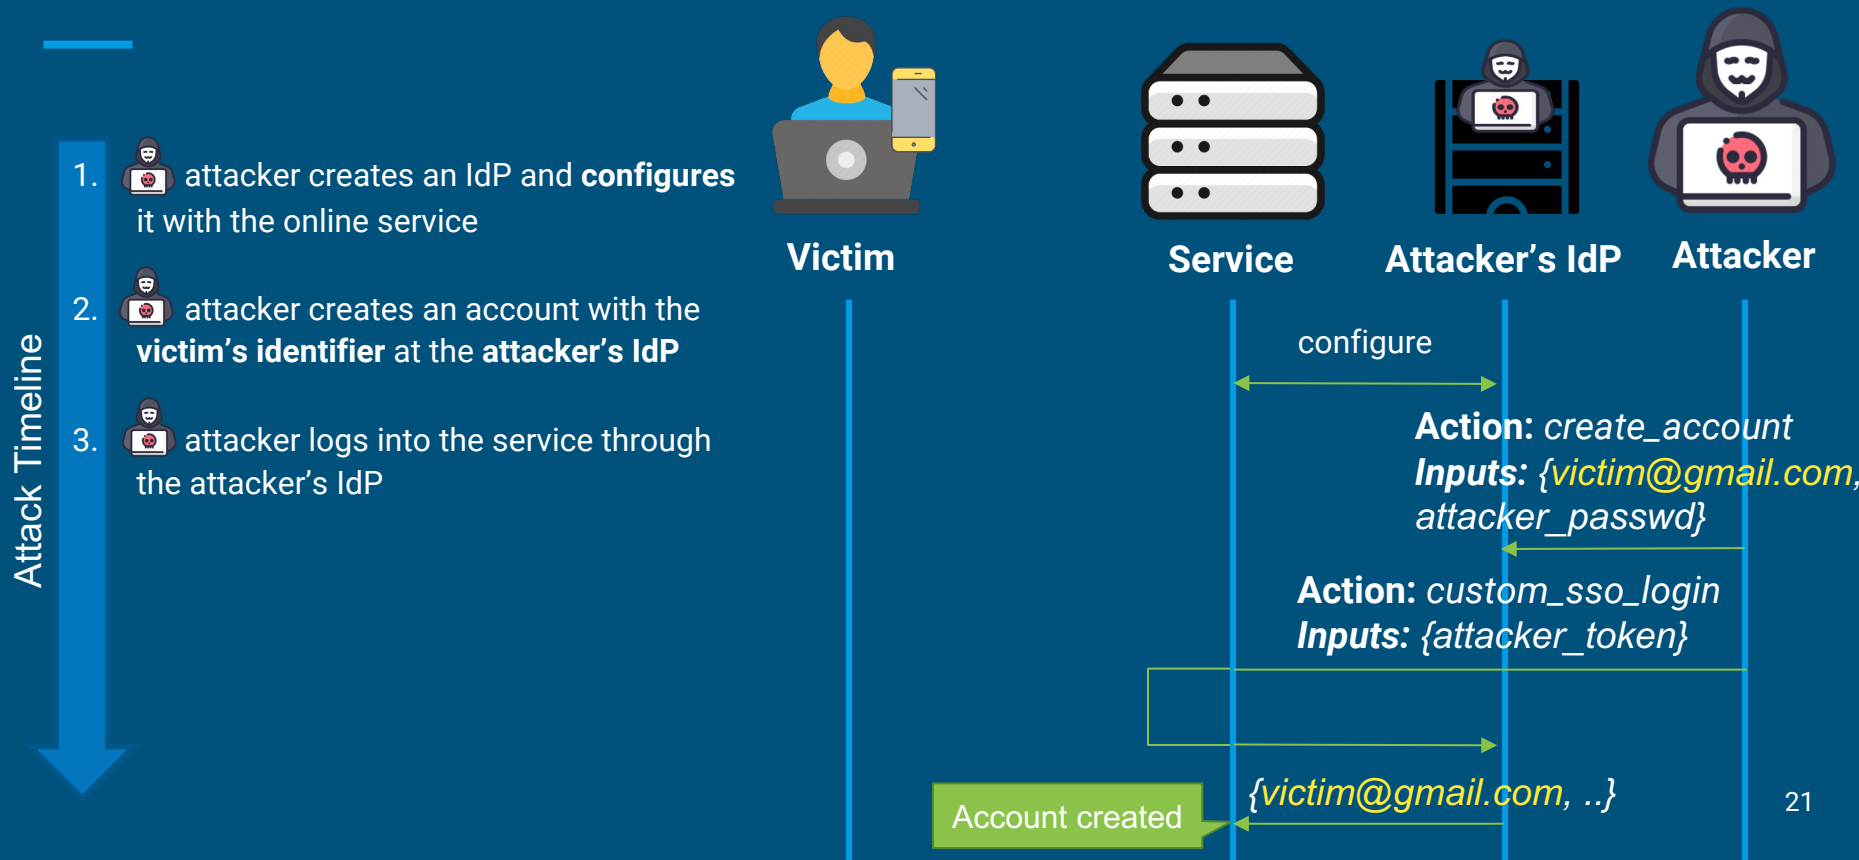 Attack Timeline
1. attacker creates an IdP and configures
it with the online service
2. attacker creates an account with the
victim's identifier at the attacker's IdP
3. attacker logs into the service through
the attacker's IdP
Victim
Service
Attacker's IdP
Attacker
configure
Action: create_account
Inputs: {victim@gmail.com,
attacker_passwd}
Action: custom_sso_login
Inputs: {attacker_token}
{victim@gmail.com, ..}
Account created
21